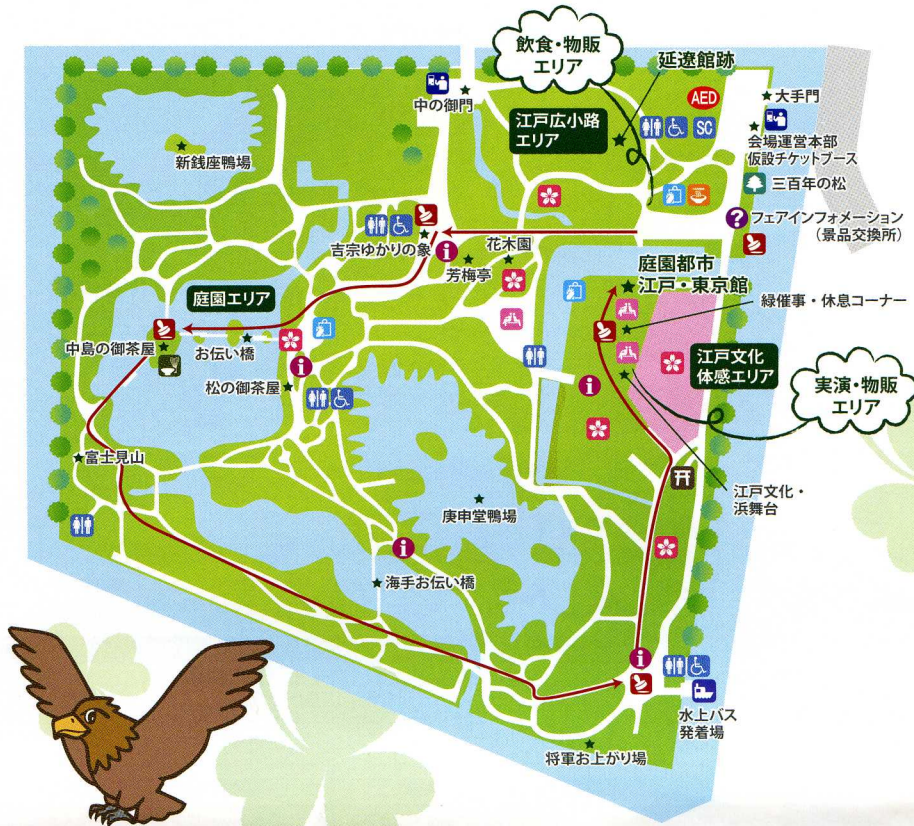 飲食・物販
エリア
延遼館跡
AED
大手門
中の御門
江戸広小路
エリア
SC
会場運営本部
仮設チケットブース
新銭座鴨場
三百年の松
?
フェアインフォメーション
(景品交換所)
吉宗ゆかりの象
i
花木園
芳梅亭
庭園都市
江戸・東京館
庭園エリア
緑催事・休息コーナー
中島の御茶屋
お伝い橋
i
松の御茶屋
i
江戸文化
体感エリア
実演・物販
エリア
富士見山
江戸文化・
浜舞台
庚申堂鴨場
i
海手お伝い橋
i
水上バス
発着場
将軍お上がり場